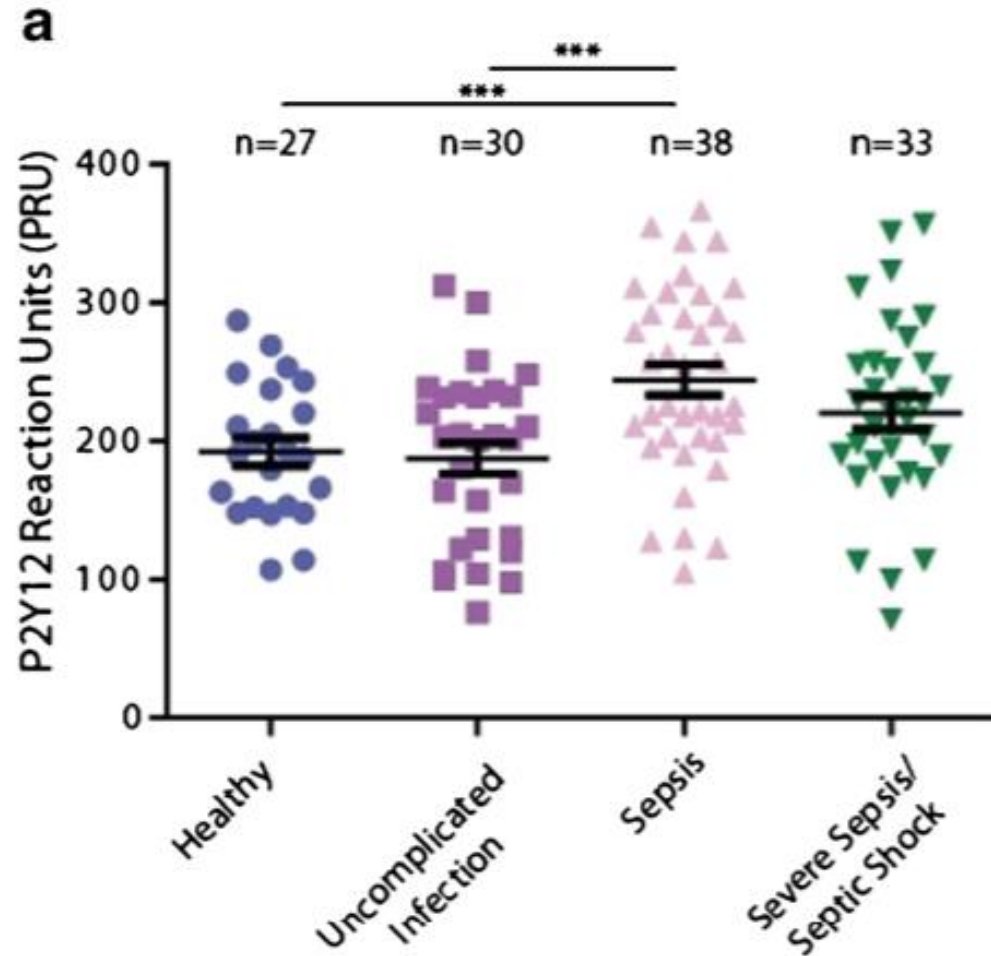 a
***
***
n=27 n=30 n=38 n=33
P2Y12 Reaction Units (PRU)
400
300
200
100
0
Healthy
Uncomplicated
Infection
Sepsis
Severe Sepsis/
Septic Shock